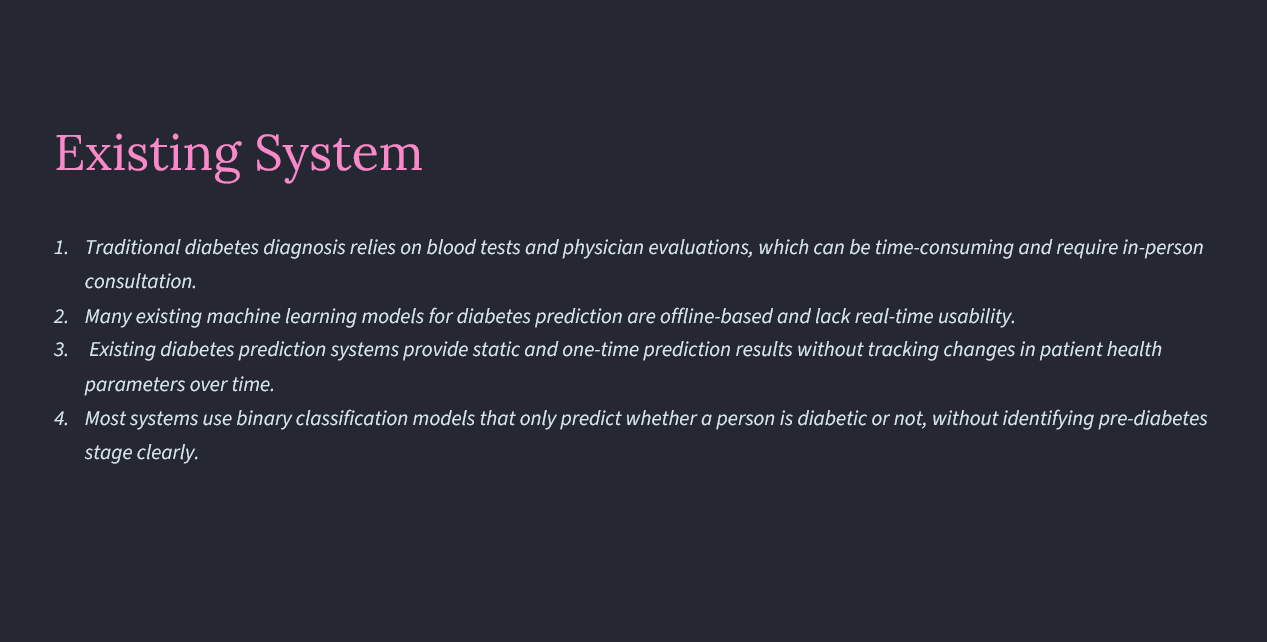 Existing System
1. Traditional diabetes diagnosis relies on blood tests and physician evaluations, which can be time-consuming and require in-person
consultation.
2. Many existing machine learning models for diabetes prediction are offline-based and lack real-time usability.
3. Existing diabetes prediction systems provide static and one-time prediction results without tracking changes in patient health
parameters over time.
4. Most systems use binary classification models that only predict whether a person is diabetic or not, without identifying pre-diabetes
stage clearly.